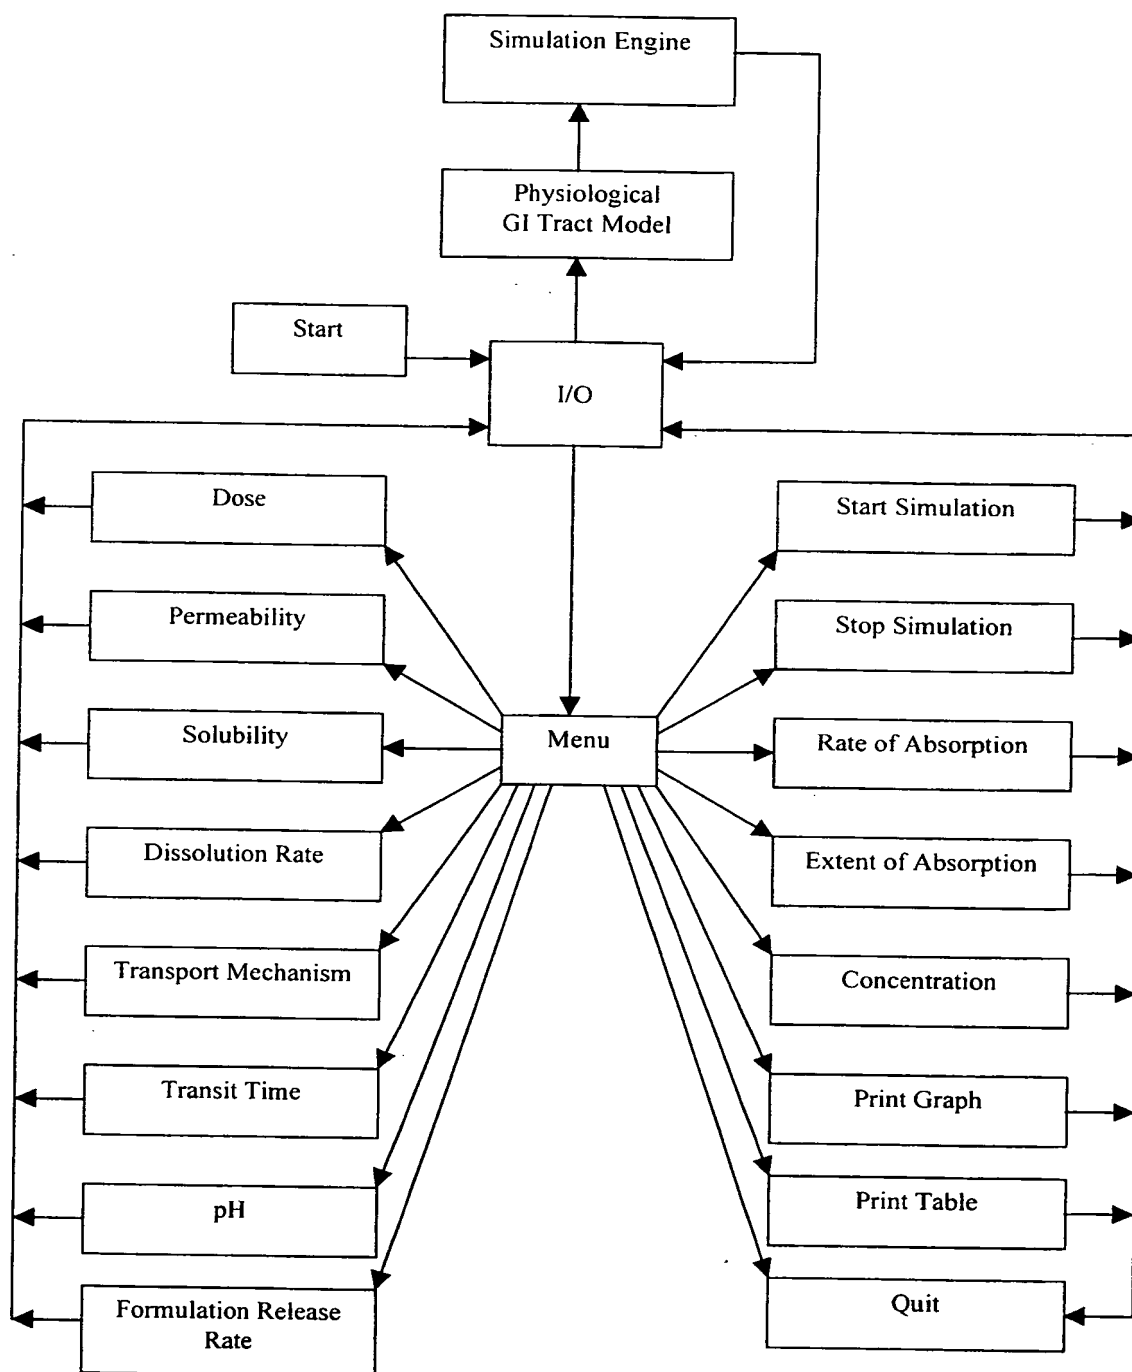 Simulation Engine
Physiological
GI Tract Model
Start
I/O
Dose
Permeability
Solubility
Dissolution Rate
Transport Mechanism
Transit Time
pH
Formulation Release
Rate
Menu
Start Simulation
Stop Simulation
Rate of Absorption
Extent of Absorption
Concentration
Print Graph
Print Table
Quit